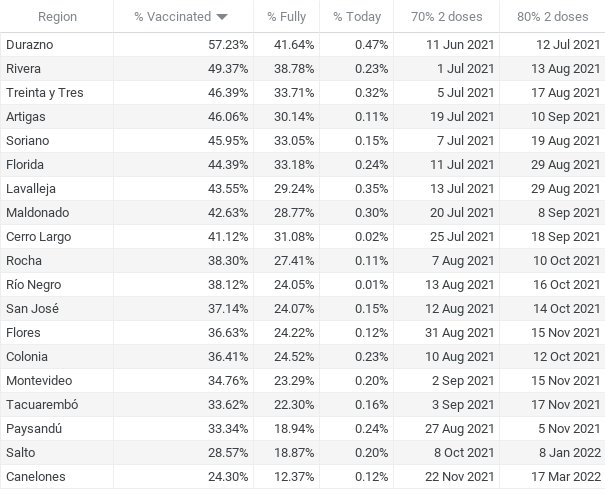 Region % Vaccinated % Fully % Today 70% 2 doses 80% 2 doses
Durazno 57.23% 41.64% 0.47% 11 Jun 2021 12 Jul 2021
Rivera 49.37% 38.78% 0.23% 1 Jul 2021 13 Aug 2021
Treinta y Tres 46.39% 33.71% 0.32% 5 Jul 2021 17 Aug 2021
Artigas 46.06% 30.14% 0.11% 19 Jul 2021 10 Sep 2021
Soriano 45.95% 33.05% 0.15% 7 Jul 2021 19 Aug 2021
Florida 44.39% 33.18% 0.24% 11 Jul 2021 29 Aug 2021
Lavalleja 43.55% 29.24% 0.35% 13 Jul 2021 29 Aug 2021
Maldonado 42.63% 28.77% 0.30% 20 Jul 2021 8 Sep 2021
Cerro Largo 41.12% 31.08% 0.02% 25 Jul 2021 18 Sep 2021
Rocha 38.30% 27.41% 0.11% 7 Aug 2021 10 Oct 2021
Río Negro 38.12% 24.05% 0.01% 13 Aug 2021 16 Oct 2021
San José 37.14% 24.07% 0.15% 12 Aug 2021 14 Oct 2021
Flores 36.63% 24.22% 0.12% 31 Aug 2021 15 Nov 2021
Colonia 36.41% 24.52% 0.23% 10 Aug 2021 12 Oct 2021
Montevideo 34.76% 23.29% 0.20% 2 Sep 2021 15 Nov 2021
Tacuarembó 33.62% 22.30% 0.16% 3 Sep 2021 17 Nov 2021
Paysandú 33.34% 18.94% 0.24% 27 Aug 2021 5 Nov 2021
Salto 28.57% 18.87% 0.20% 8 Oct 2021 8 Jan 2022
Canelones 24.30% 12.37% 0.12% 22 Nov 2021 17 Mar 2022